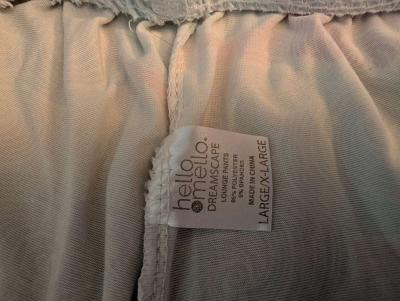 hello
mello®
DREAMSCAPE
LOUNGE PANTS
95% POLYESTER
5% SPANDEX
MADE IN CHINA
LARGE/X-LARGE